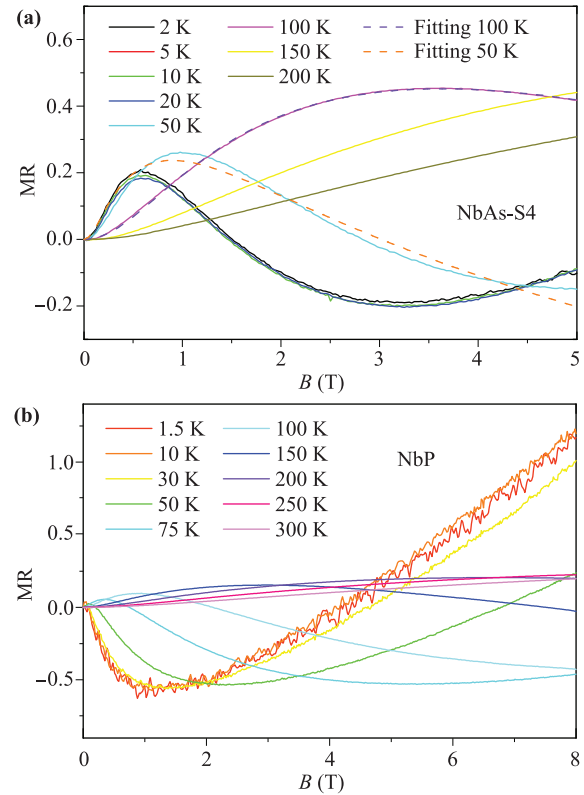 (a)
0.6
0.4
0.2
0.0
−0.2
MR
2 K
5 K
10 K
20 K
50 K
100 K
150 K
200 K
Fitting 100 K
Fitting 50 K
NbAs-S4
0 1 2 3 4 5
B (T)
(b)
1.0
0.5
0.0
−0.5
MR
1.5 K
10 K
30 K
50 K
75 K
100 K
150 K
200 K
250 K
300 K
NbP
0 2 4 6 8
B (T)